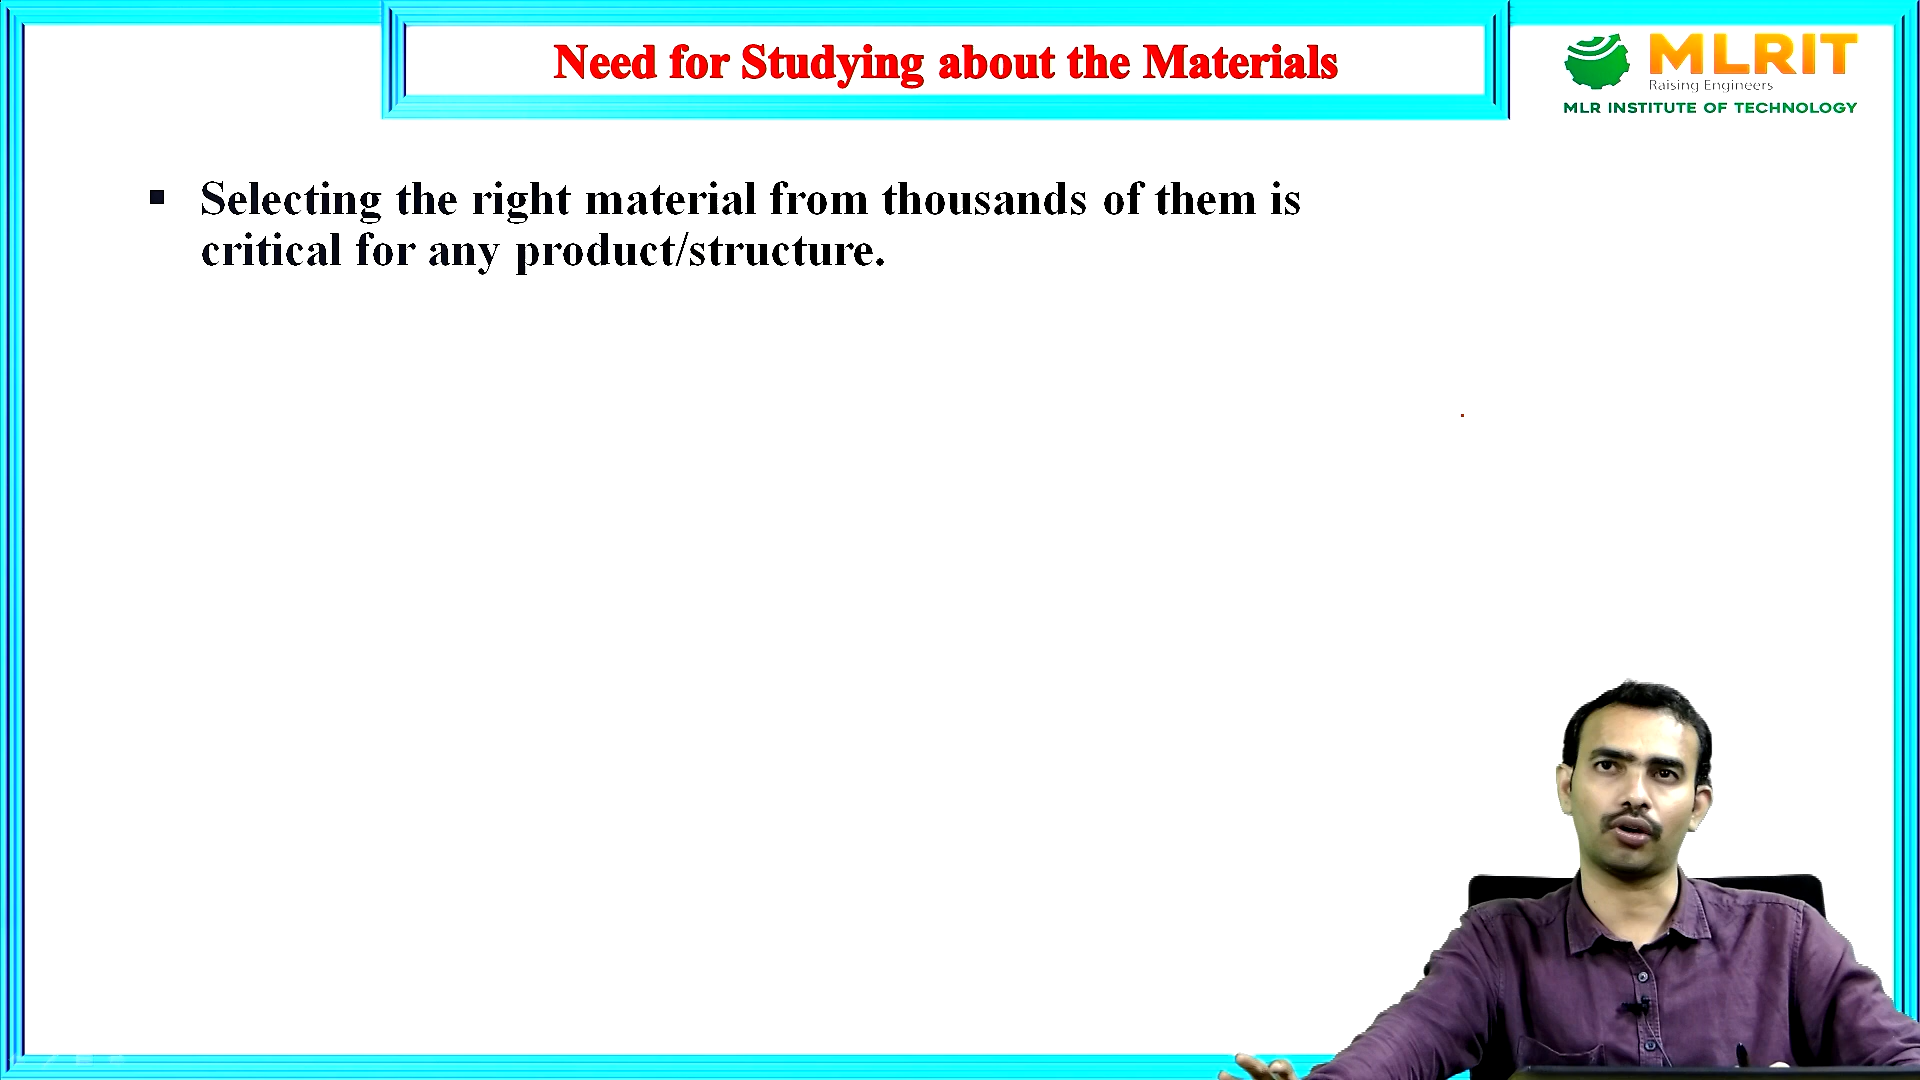 Need for Studying about the Materials
MLRIT
Raising Engineers
MLR INSTITUTE OF TECHNOLOGY
▪ Selecting the right material from thousands of them is
critical for any product/structure.